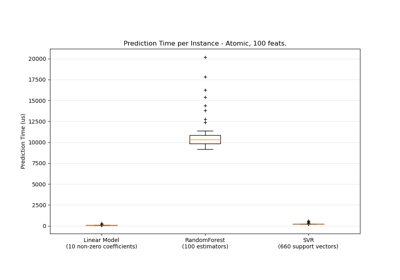 Prediction Time per Instance - Atomic, 100 feats.
Prediction Time (us)
20000
17500
15000
12500
10000
7500
5000
2500
0
Linear Model
(10 non-zero coefficients)
RandomForest
(100 estimators)
SVR
(660 support vectors)